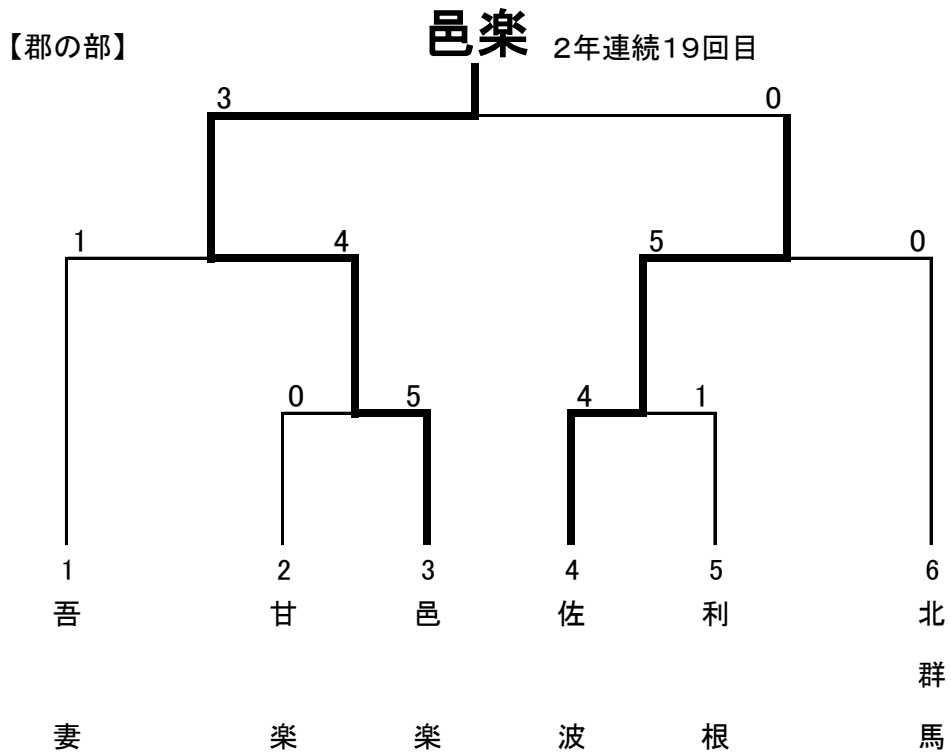 【郡の部】
邑楽 2年連続19回目
3 0
1 4 5 0
0 5 4 1
1 2 3 4 5 6
吾妻 甘楽 邑楽 佐波 利根 北群馬